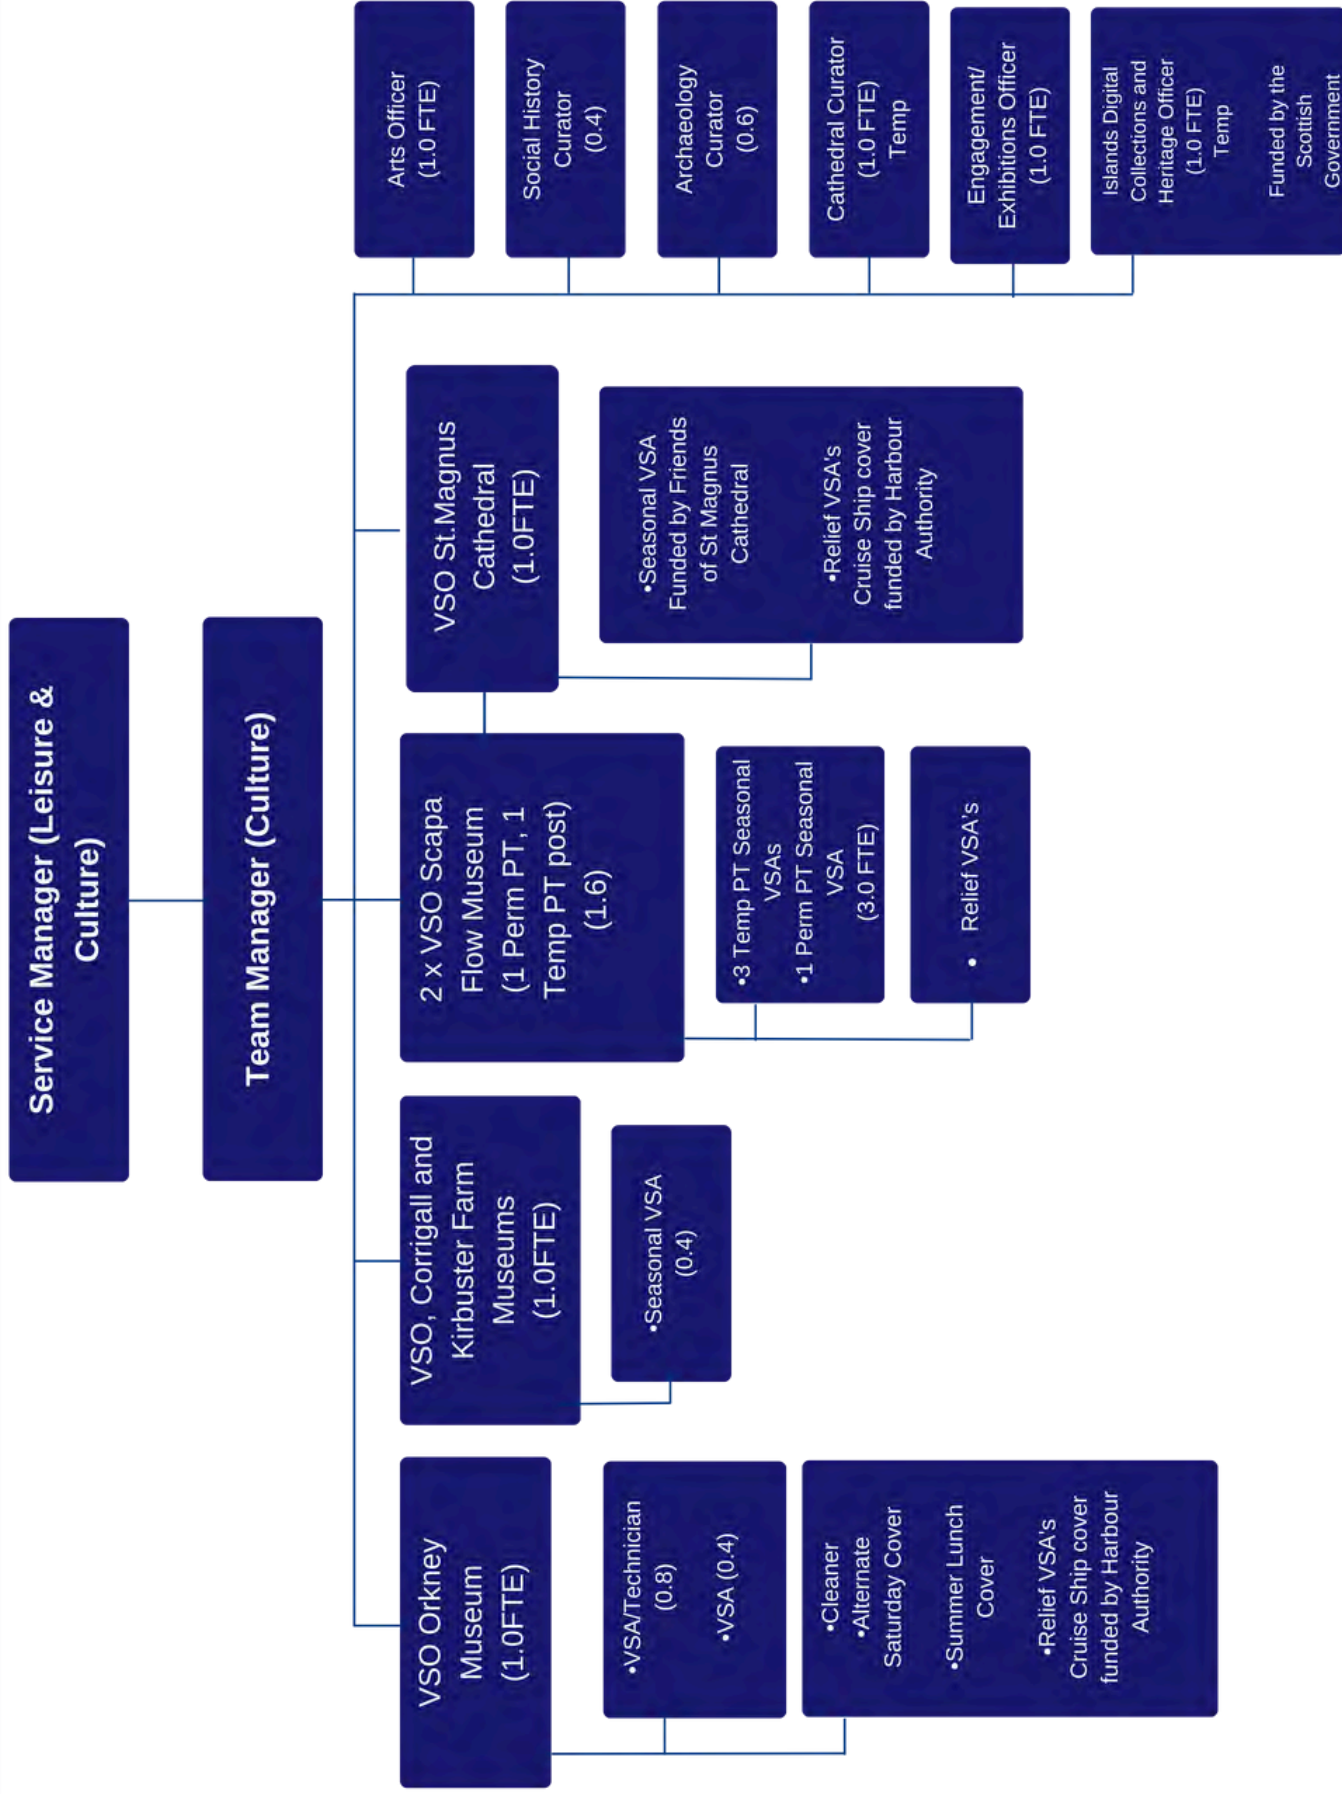 Service Manager (Leisure &
Culture)
Team Manager (Culture)
VSO Orkney
Museum
(1.0FTE)
•VSA/Technician
(0.8)
•VSA (0.4)
•Cleaner
•Alternate
Saturday Cover
•Summer Lunch
Cover
•Relief VSA's
Cruise Ship cover
funded by Harbour
Authority
VSO, Corrigall and
Kirbuster Farm
Museums
(1.0FTE)
•Seasonal VSA
(0.4)
2 x VSO Scapa
Flow Museum
(1 Perm PT, 1
Temp PT post)
(1.6)
•3 Temp PT Seasonal
VSAs
•1 Perm PT Seasonal
VSA
(3.0 FTE)
• Relief VSA's
VSO St.Magnus
Cathedral
(1.0FTE)
•Seasonal VSA
Funded by Friends
of St Magnus
Cathedral
•Relief VSA's
Cruise Ship cover
funded by Harbour
Authority
Arts Officer
(1.0 FTE)
Social History
Curator
(0.4)
Archaeology
Curator
(0.6)
Cathedral Curator
(1.0 FTE)
Temp
Engagement/
Exhibitions Officer
(1.0 FTE)
Islands Digital
Collections and
Heritage Officer
(1.0 FTE)
Temp
Funded by the
Scottish
Government